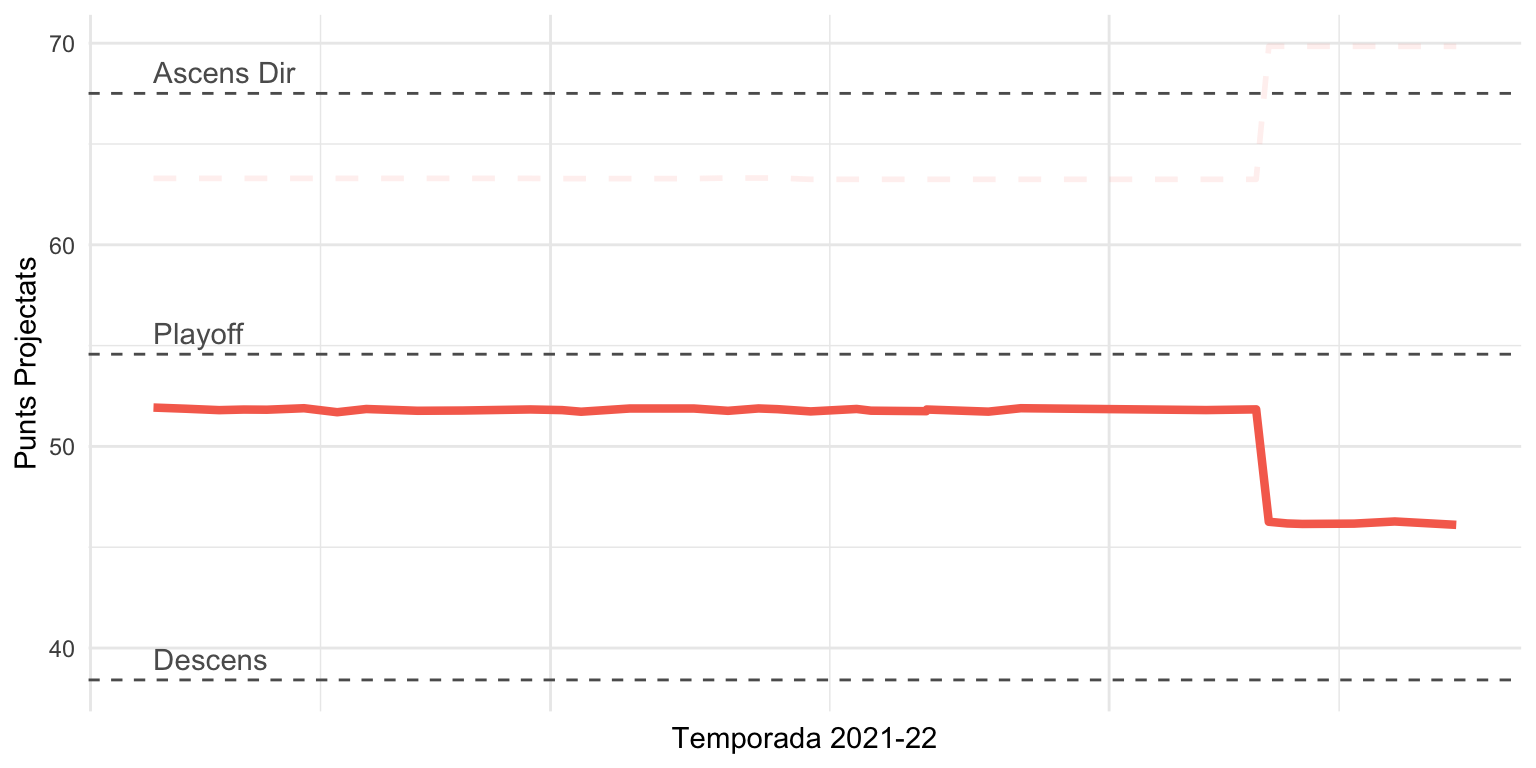 70
Ascens Dir
60
Playoff
50
40
Descens
Punts Projectats
Temporada 2021-22